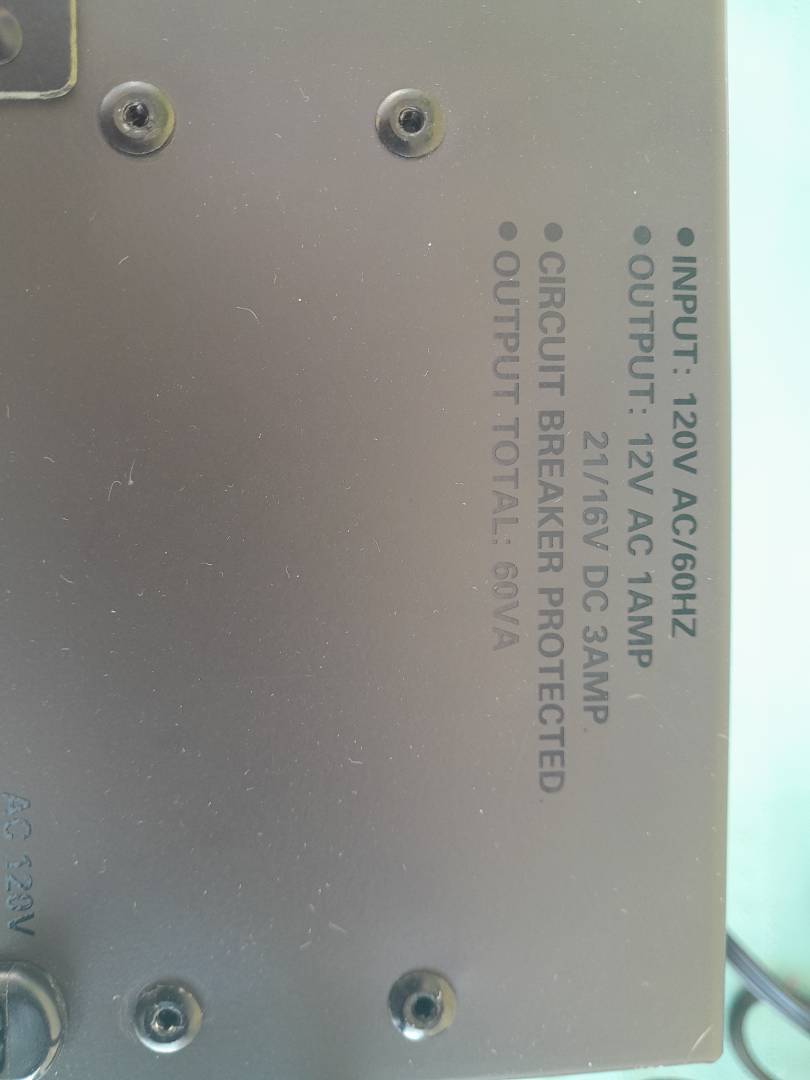 ● INPUT: 120V AC/60HZ
● OUTPUT: 12V AC 1AMP
21/16V DC 3AMP.
● CIRCUIT BREAKER PROTECTED.
● OUTPUT TOTAL: 60VA
AC 120V